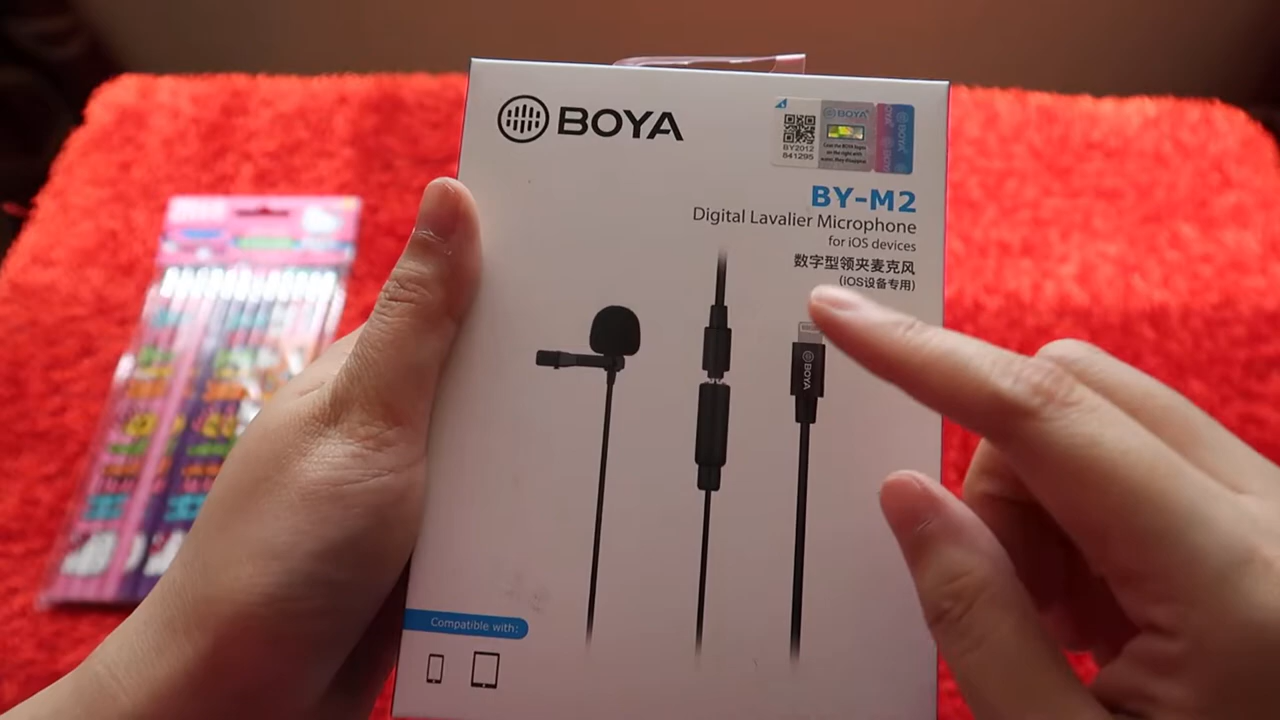 BOYA
BY2012
841295
BOYA
BY-M2
Digital Lavalier Microphone
for iOS devices
数字型领夹麦克风
(iOS设备专用)
BOYA
Compatible with: